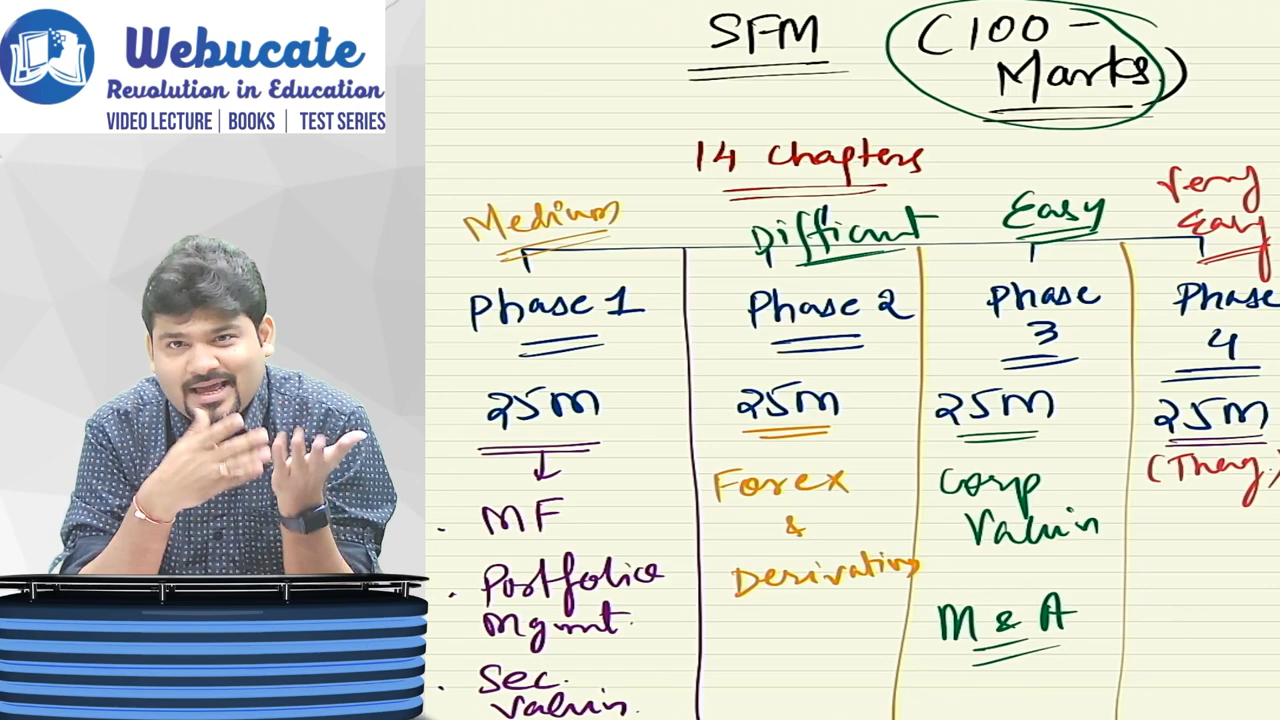 Webucate
Revolution in Education
VIDEO LECTURE | BOOKS | TEST SERIES
SFM (100 - Marks)
14 Chapters
Medium
Phase 1
25M
MF
Portfolio Mgmt.
Sec. Valuin.
Difficult
Phase 2
25M
Forex
&
Derivatives
Easy
Phase
3
25M
Corp
Valuin
M & A
Very
Easy
Phase
4
25M
(Theory)